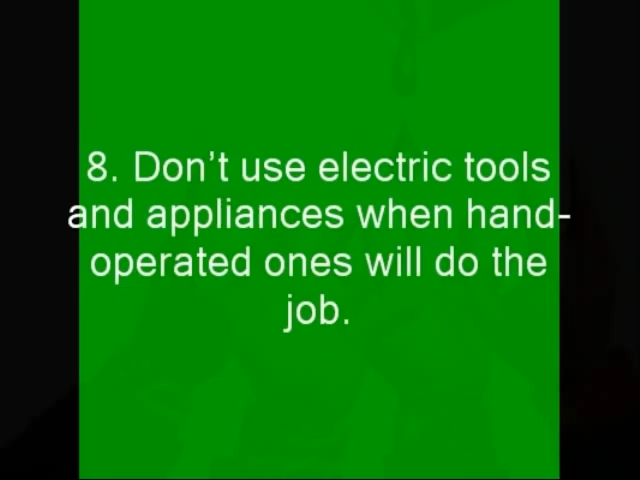 8. Don’t use electric tools
and appliances when hand-
operated ones will do the
job.